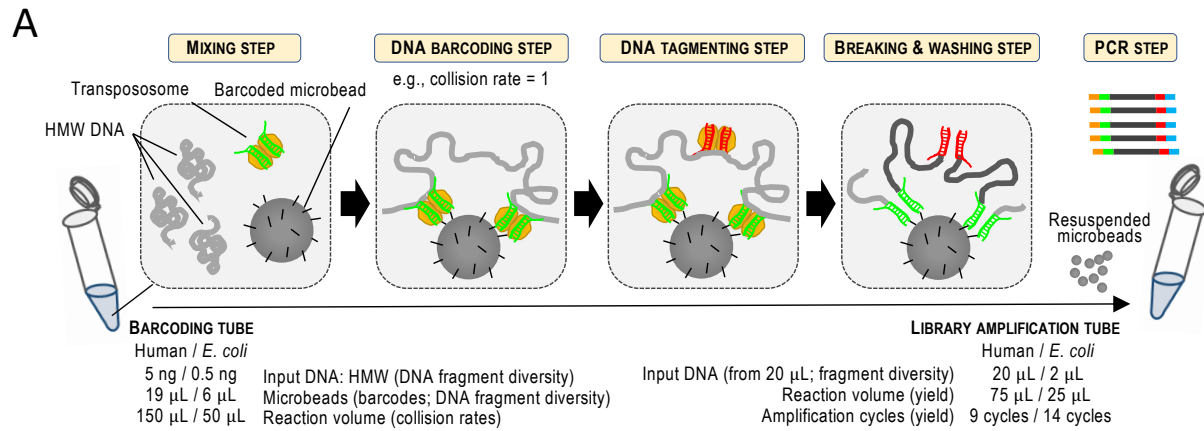 A
MIXING STEP
DNA BARCODING STEP
DNA TAGMENTING STEP
BREAKING & WASHING STEP
PCR STEP
e.g., collision rate = 1
Transpososome
Barcoded microbead
HMW DNA
Resuspended
microbeads
BARCODING TUBE
Human / E. coli
5 ng / 0.5 ng Input DNA: HMW (DNA fragment diversity)
19 µL / 6 µL Microbeads (barcodes; DNA fragment diversity)
150 µL / 50 µL Reaction volume (collision rates)
LIBRARY AMPLIFICATION TUBE
Human / E. coli
Input DNA (from 20 µL; fragment diversity) 20 µL / 2 µL
Reaction volume (yield) 75 µL / 25 µL
Amplification cycles (yield) 9 cycles / 14 cycles